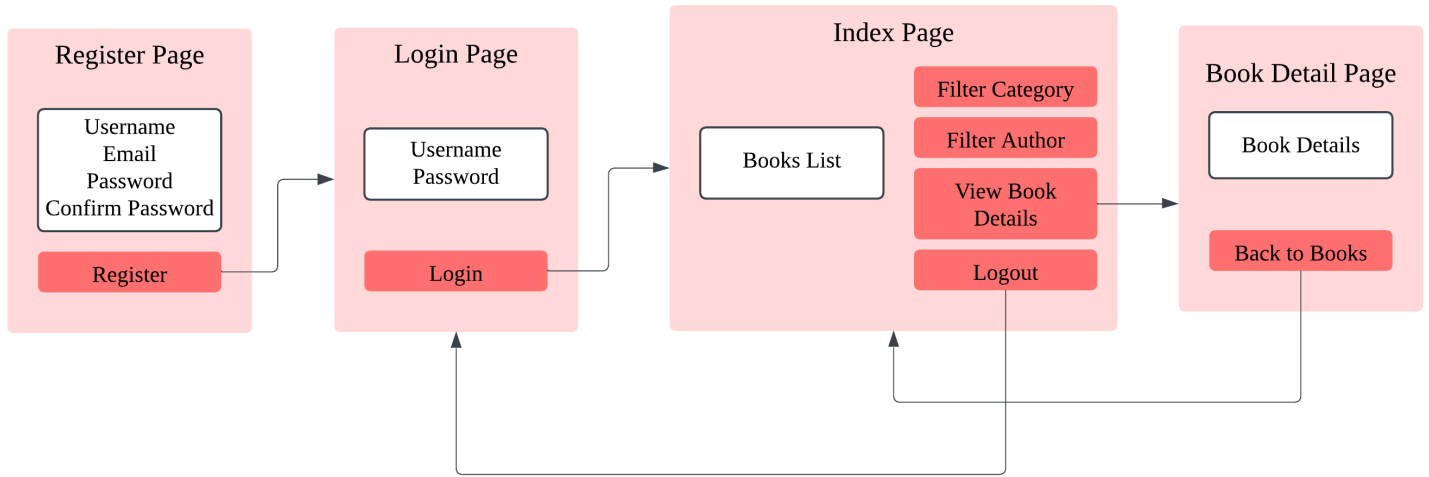 Register Page
Username
Email
Password
Confirm Password
Register
Login Page
Username
Password
Login
Index Page
Books List
Filter Category
Filter Author
View Book
Details
Logout
Book Detail Page
Book Details
Back to Books